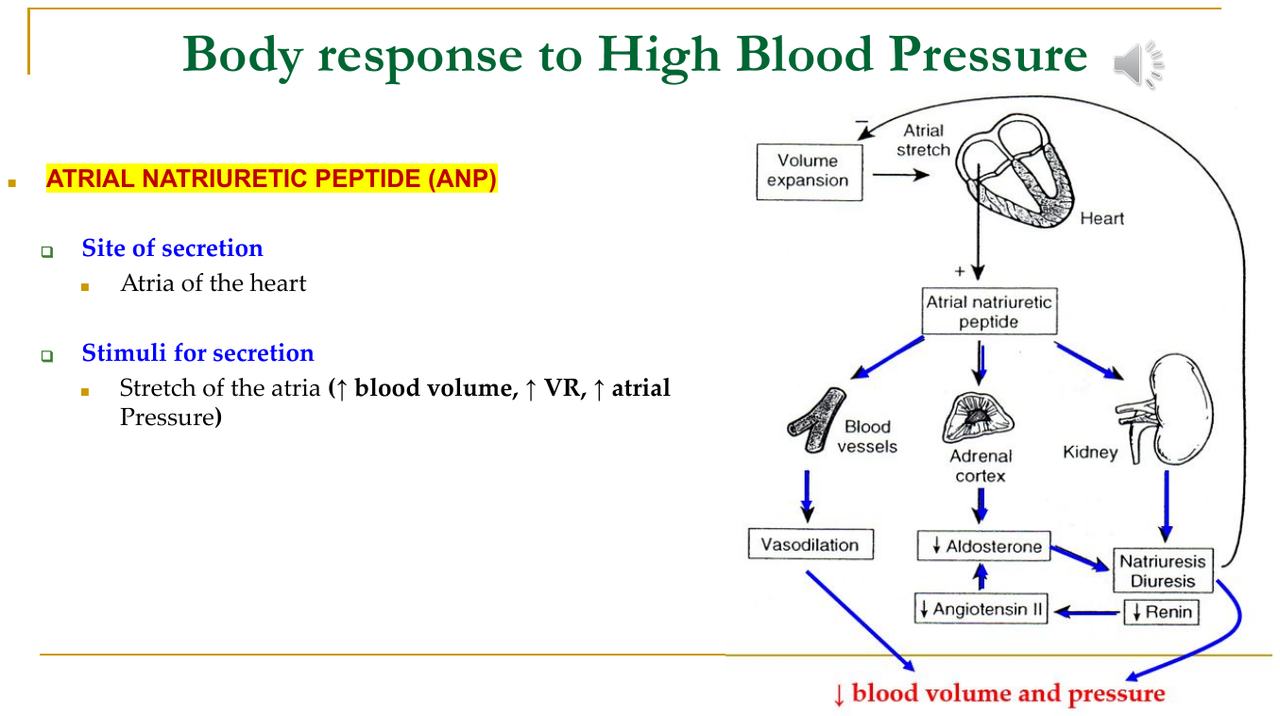 Body response to High Blood Pressure
ATRIAL NATRIURETIC PEPTIDE (ANP)
Site of secretion
Atria of the heart
Stimuli for secretion
Stretch of the atria (↑ blood volume, ↑ VR, ↑ atrial
Pressure)
−
Atrial
stretch
Volume
expansion
Heart
+
Atrial natriuretic
peptide
Blood
vessels
Adrenal
cortex
Kidney
Vasodilation
↓ Aldosterone
Natriuresis
Diuresis
↓ Angiotensin II
↓ Renin
↓ blood volume and pressure